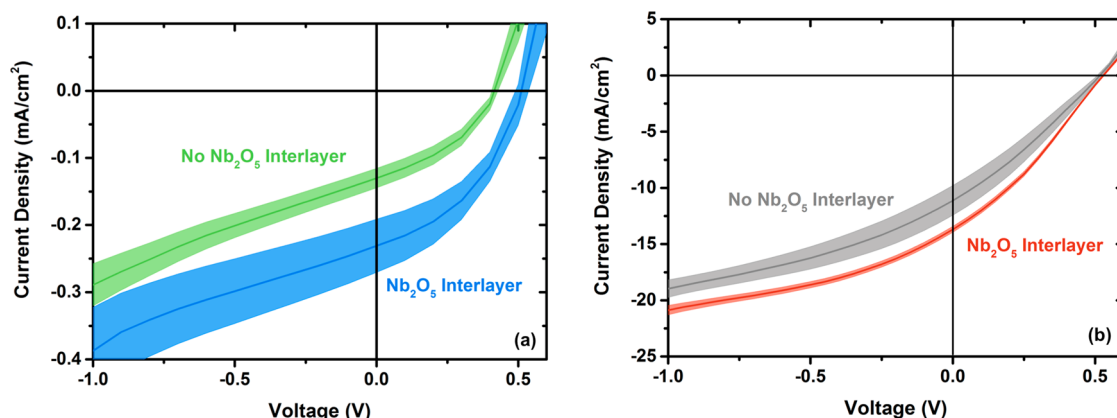 0.1
0.0
-0.1
-0.2
-0.3
-0.4
Current Density (mA/cm²)
No Nb₂O₅ Interlayer
Nb₂O₅ Interlayer
(a)
-1.0 -0.5 0.0 0.5
Voltage (V)
5
0
-5
-10
-15
-20
-25
Current Density (mA/cm²)
No Nb₂O₅ Interlayer
Nb₂O₅ Interlayer
(b)
-1.0 -0.5 0.0 0.5
Voltage (V)